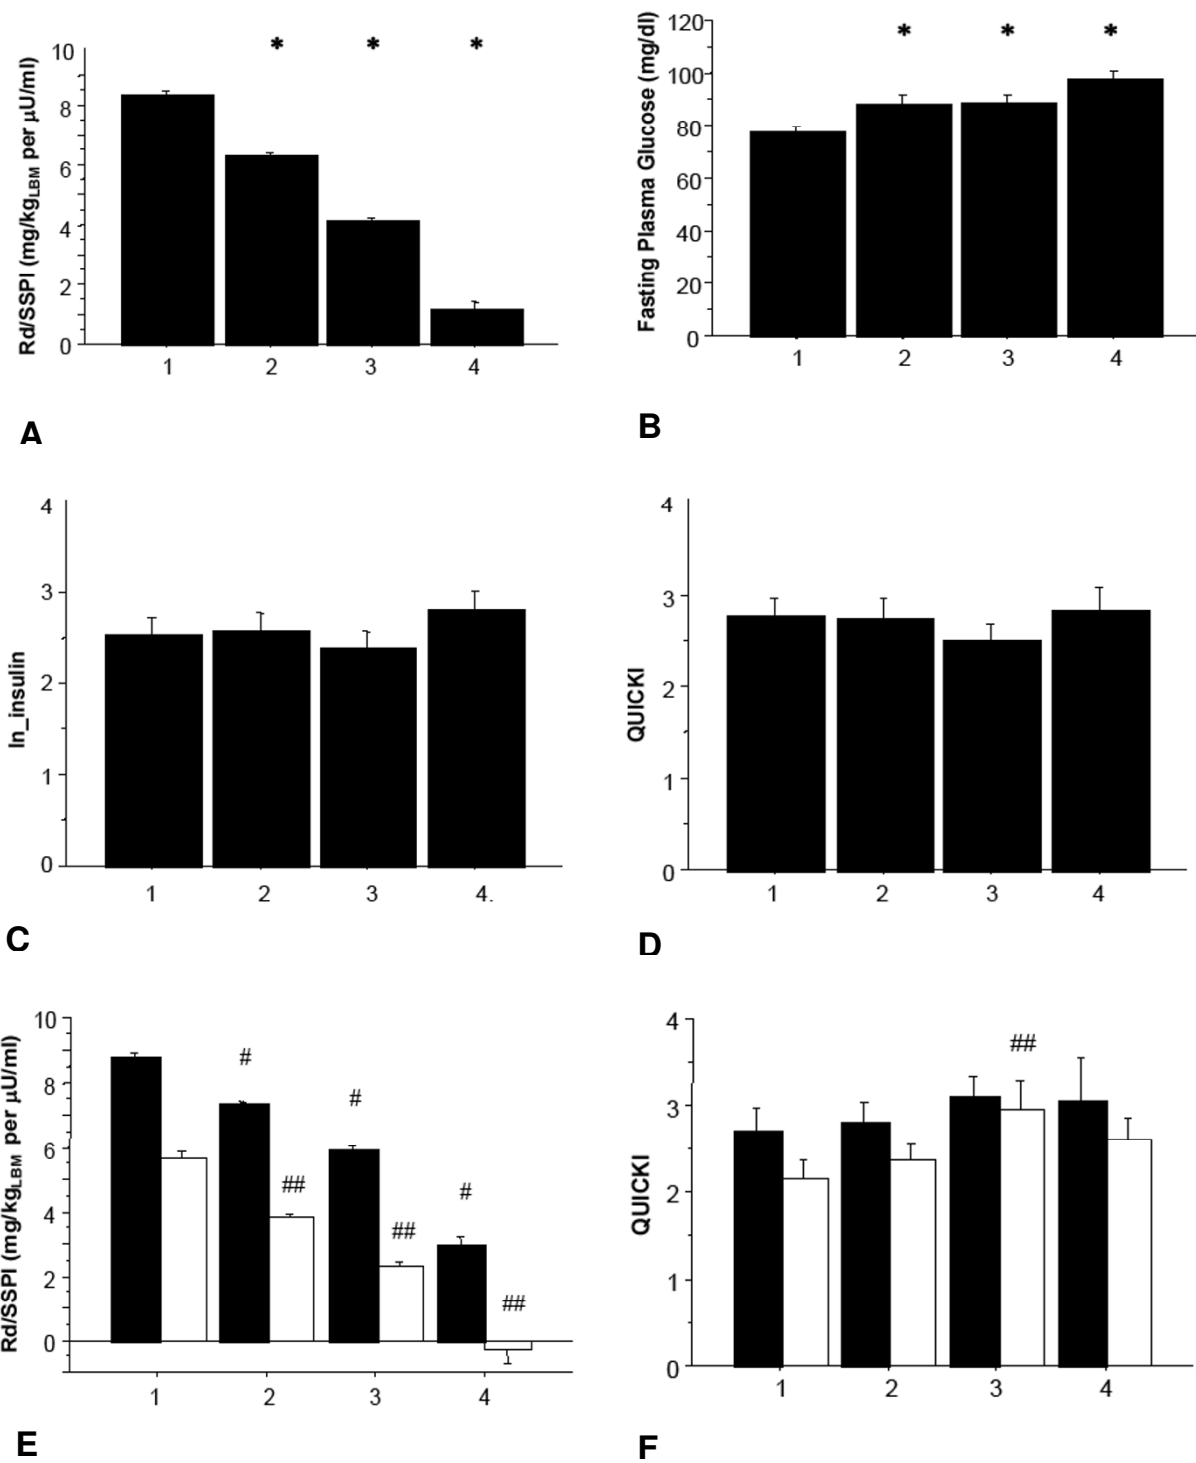 Rd/SSPI (mg/kgLBM per µU/ml)
10
8
6
4
2
0
* * *
1 2 3 4
A
Fasting Plasma Glucose (mg/dl)
120
100
80
60
40
20
0
* * *
1 2 3 4
B
ln_insulin
4
3
2
1
0
1 2 3 4.
C
QUICKI
4
3
2
1
0
1 2 3 4
D
Rd/SSPI (mg/kgLBM per µU/ml)
10
8
6
4
2
0
#
##
#
##
#
##
1 2 3 4
E
QUICKI
4
3
2
1
0
##
1 2 3 4
F